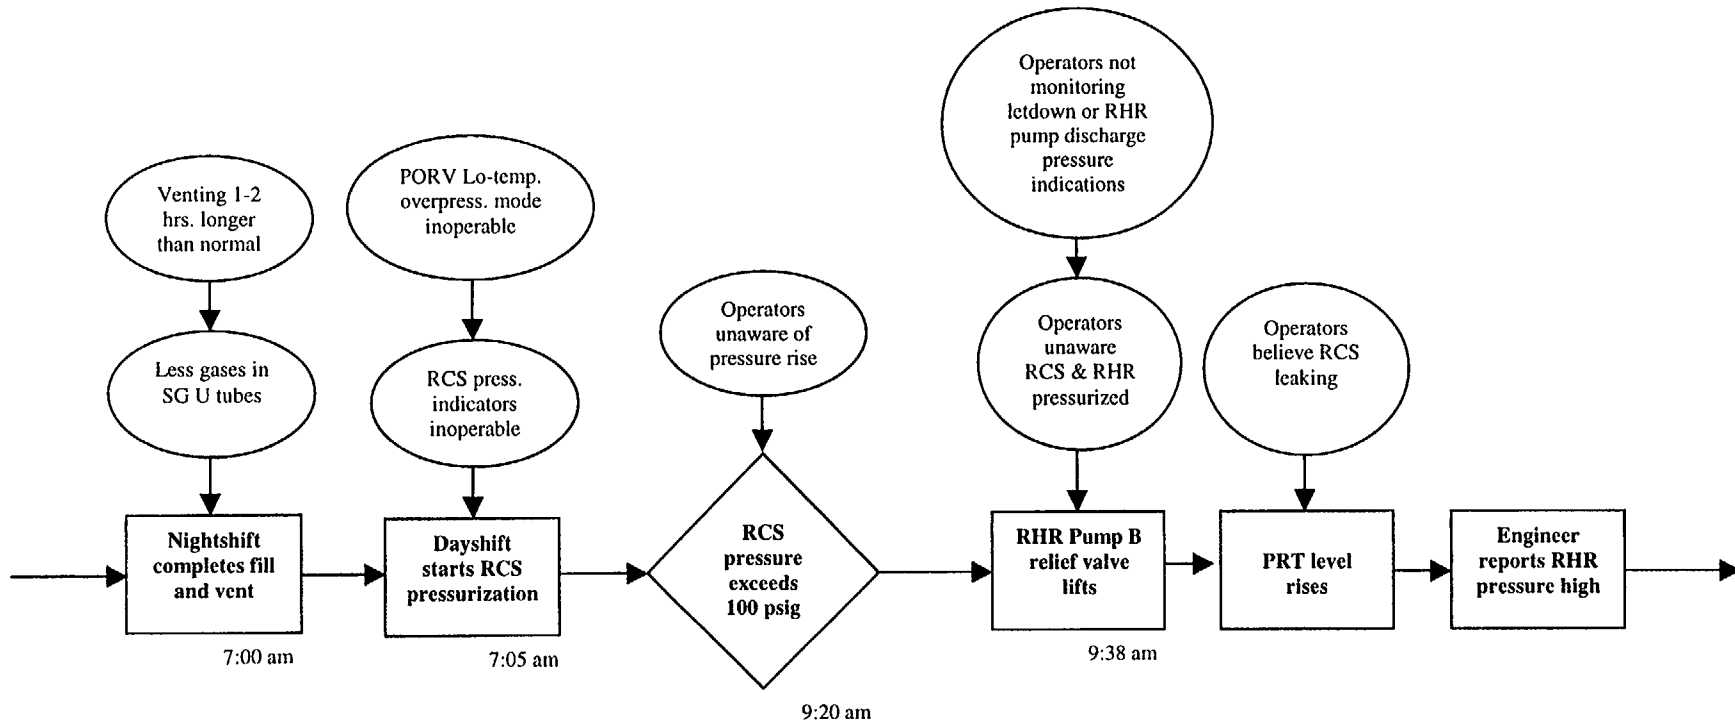 Operators not
monitoring
letdown or RHR
pump discharge
pressure
indications
Venting 1-2
hrs. longer
than normal
PORV Lo-temp.
overpress. mode
inoperable
Operators
unaware of
pressure rise
Operators
unaware
RCS & RHR
pressurized
Operators
believe RCS
leaking
Less gases in
SG U tubes
RCS press.
indicators
inoperable
Nightshift
completes fill
and vent
Dayshift
starts RCS
pressurization
RCS
pressure
exceeds
100 psig
RHR Pump B
relief valve
lifts
PRT level
rises
Engineer
reports RHR
pressure high
7:00 am
7:05 am
9:20 am
9:38 am